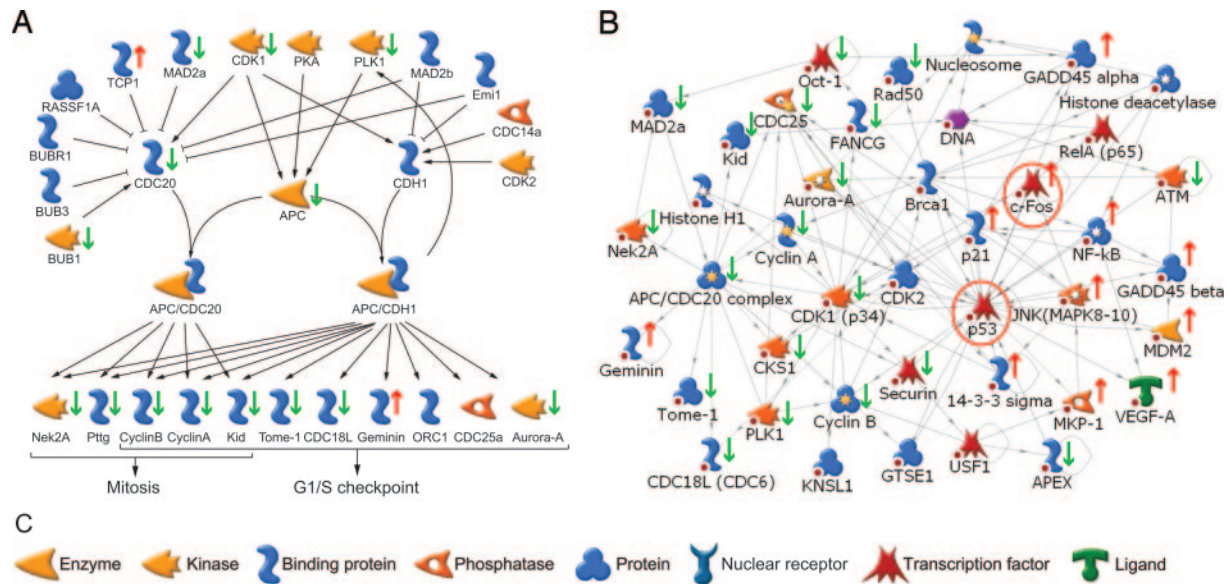 A
TCP1
MAD2a
CDK1
PKA
PLK1
MAD2b
Emi1
RASSF1A
CDC14a
BUBR1
CDC20
CDH1
CDK2
BUB3
APC
BUB1
APC/CDC20
APC/CDH1
Nek2A
Pttg
CyclinB
CyclinA
Kid
Tome-1
CDC18L
Geminin
ORC1
CDC25a
Aurora-A
Mitosis
G1/S checkpoint
B
Oct-1
Rad50
Nucleosome
GADD45 alpha
Histone deacetylase
MAD2a
CDC25
Kid
FANCG
DNA
RelA (p65)
Aurora-A
Brca1
c-Fos
ATM
Histone H1
Nek2A
Cyclin A
p21
NF-kB
APC/CDC20 complex
CDK1 (p34)
CDK2
p53
JNK(MAPK8-10)
GADD45 beta
MDM2
Geminin
CKS1
Securin
14-3-3 sigma
VEGF-A
Tome-1
PLK1
Cyclin B
MKP-1
CDC18L (CDC6)
KNSL1
GTSE1
USF1
APEX
C
Enzyme
Kinase
Binding protein
Phosphatase
Protein
Nuclear receptor
Transcription factor
Ligand